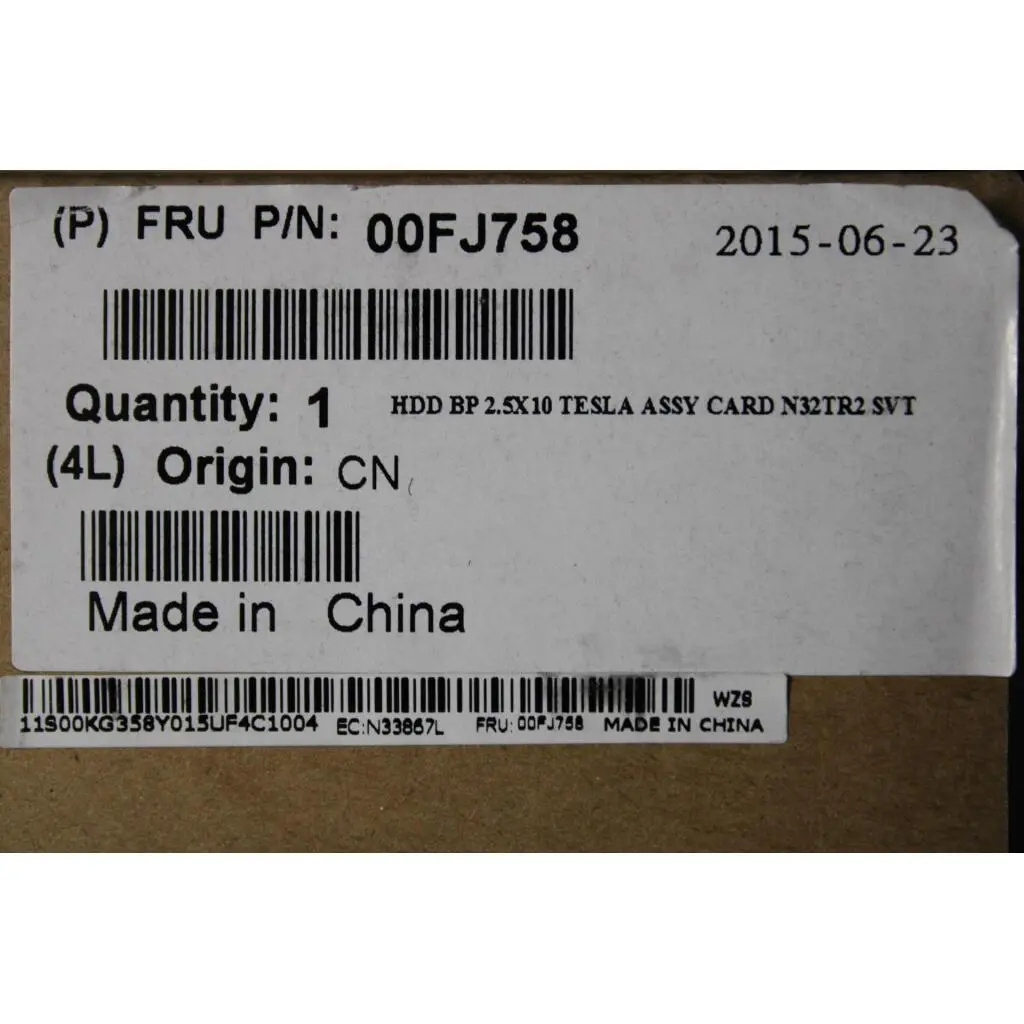 (P) FRU P/N: 00FJ758 2015-06-23
Quantity: 1 HDD BP 2.5X10 TESLA ASSY CARD N32TR2 SVT
(4L) Origin: CN
Made in China
WZS
11S00KG358Y015UF4C1004 EC:N33867L FRU:00FJ758 MADE IN CHINA